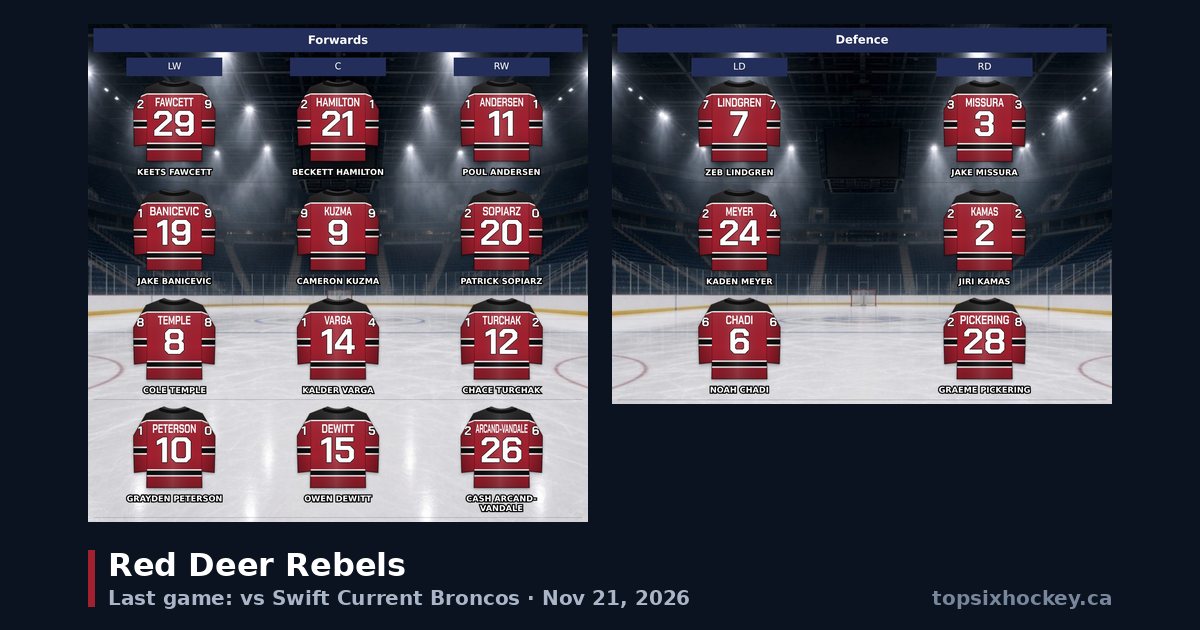 Forwards
LW C RW
2 FAWCETT 9 2 HAMILTON 1 1 ANDERSEN 1
29 21 11
KEETS FAWCETT BECKETT HAMILTON POUL ANDERSEN
1 BANICEVIC 9 9 KUZMA 9 2 SOPIARZ 0
19 9 20
JAKE BANICEVIC CAMERON KUZMA PATRICK SOPIARZ
8 TEMPLE 8 1 VARGA 4 1 TURCHAK 2
8 14 12
COLE TEMPLE KALDER VARGA CHACE TURCHAK
1 PETERSON 0 1 DEWITT 5 2 ARCAND-VANDALE 6
10 15 26
GRAYDEN PETERSON OWEN DEWITT CASH ARCAND-
VANDALE
Defence
LD RD
7 LINDGREN 7 3 MISSURA 3
7 3
ZEB LINDGREN JAKE MISSURA
2 MEYER 4 2 KAMAS 2
24 2
KADEN MEYER JIRI KAMAS
6 CHADI 6 2 PICKERING 8
6 28
NOAH CHADI GRAEME PICKERING
Red Deer Rebels
Last game: vs Swift Current Broncos · Nov 21, 2026
topsixhockey.ca